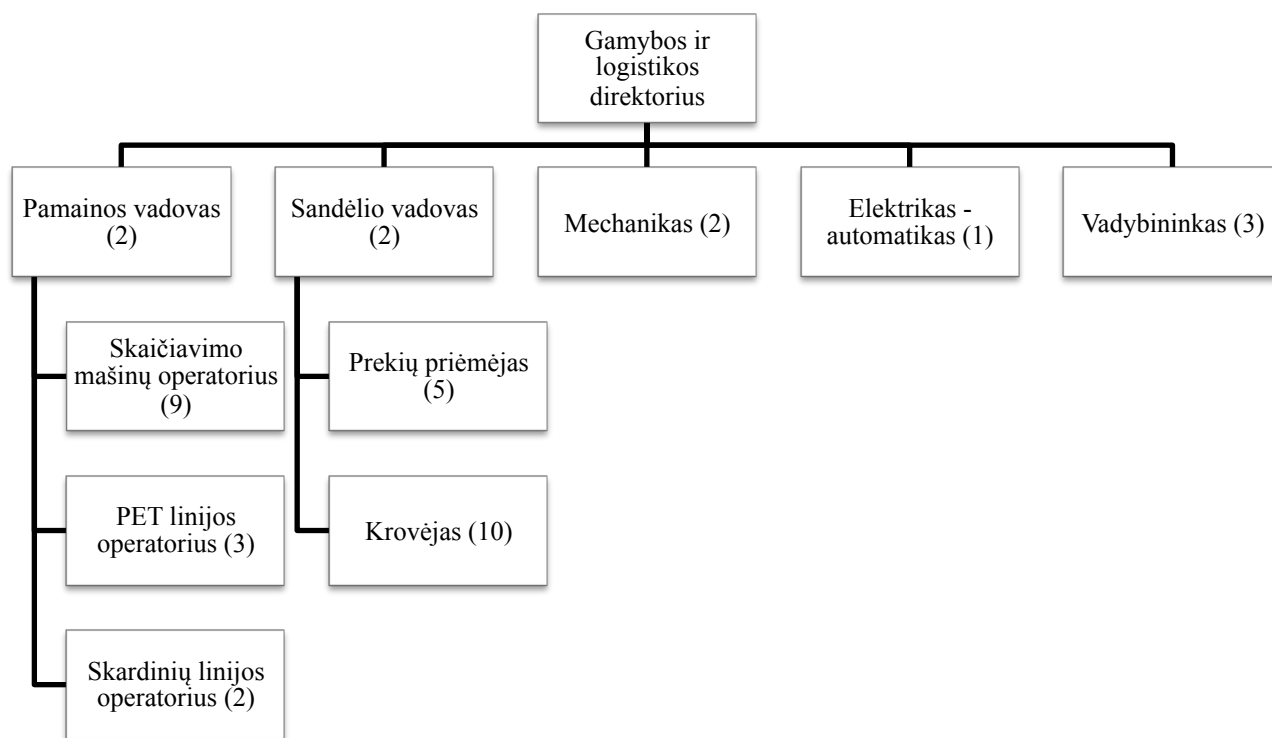 Gamybos ir
logistikos
direktorius
Pamainos vadovas
(2)
Sandėlio vadovas
(2)
Mechanikas (2)
Elektrikas -
automatikas (1)
Vadybininkas (3)
Skaičiavimo
mašinų operatorius
(9)
Prekių priėmėjas
(5)
PET linijos
operatorius (3)
Krovėjas (10)
Skardinių linijos
operatorius (2)